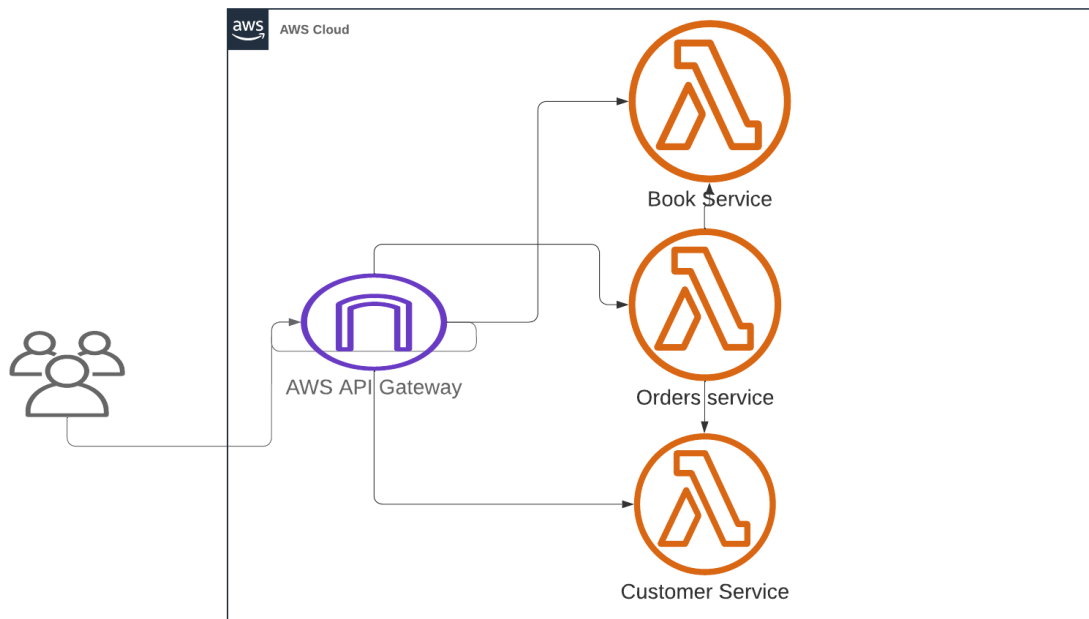 aws
AWS Cloud
Book Service
AWS API Gateway
Orders service
Customer Service